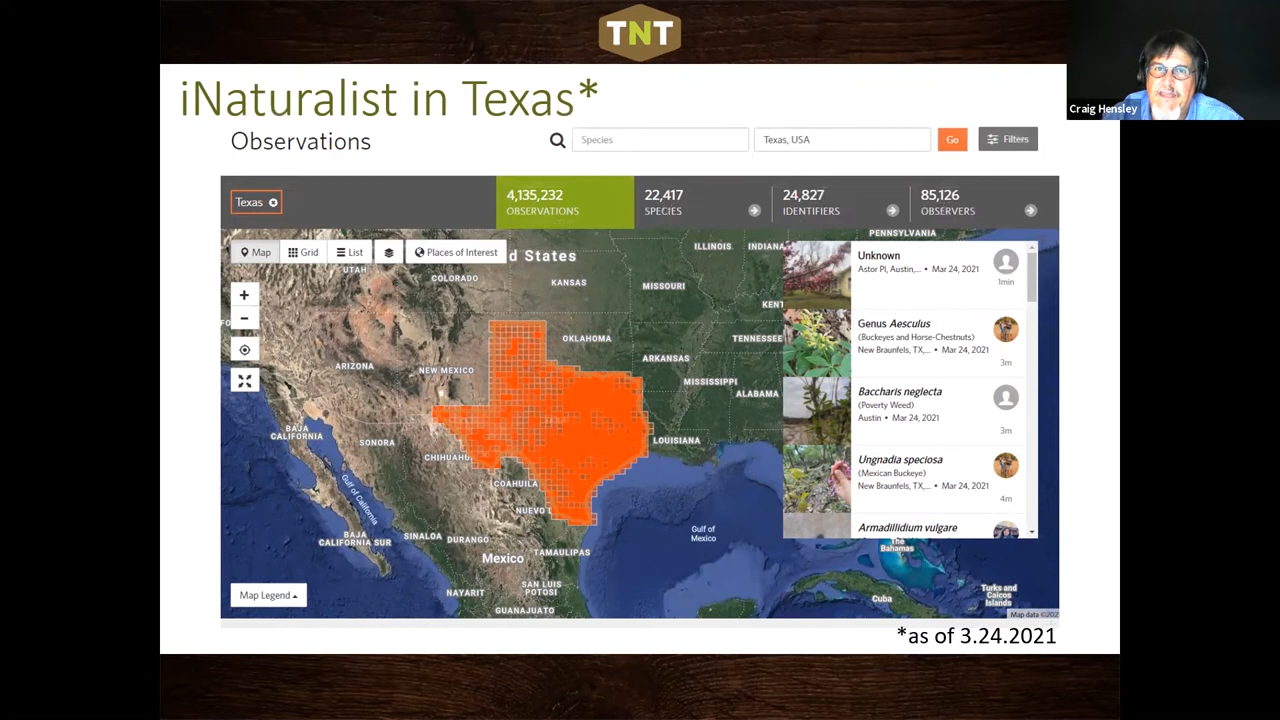 TNT
Craig Hensley
iNaturalist in Texas*
Observations
Species
Texas, USA
Go
Filters
Texas
4,135,232
OBSERVATIONS
22,417
SPECIES
24,827
IDENTIFIERS
85,126
OBSERVERS
Map
Grid
List
Places of Interest
d States
ILLINOIS
INDIANA
PENNSYLVANIA
UTAH
COLORADO
KANSAS
MISSOURI
KENT
ARIZONA
NEW MEXICO
OKLAHOMA
ARKANSAS
TENNESSEE
MISSISSIPPI
ALABAMA
LOUISIANA
BAJA
CALIFORNIA
SONORA
CHIHUAHU
COAHUILA
NUEVO L
Gulf of California
BAJA
CALIFORNIA SUR
SINALOA
DURANGO
Mexico
TAMAULIPAS
Gulf of
Mexico
NAYARIT
SAN LUIS
POTOSI
GUANAJUATO
The
Bahamas
Cuba
Turks and
Caicos
Islands
Unknown
Astor Pl, Austin,... • Mar 24, 2021
1min
Genus Aesculus
(Buckeyes and Horse-Chestnuts)
New Braunfels, TX,... • Mar 24, 2021
3m
Baccharis neglecta
(Poverty Weed)
Austin • Mar 24, 2021
3m
Ungnadia speciosa
(Mexican Buckeye)
New Braunfels, TX,... • Mar 24, 2021
4m
Armadillidium vulgare
Map Legend
Map data ©202
*as of 3.24.2021